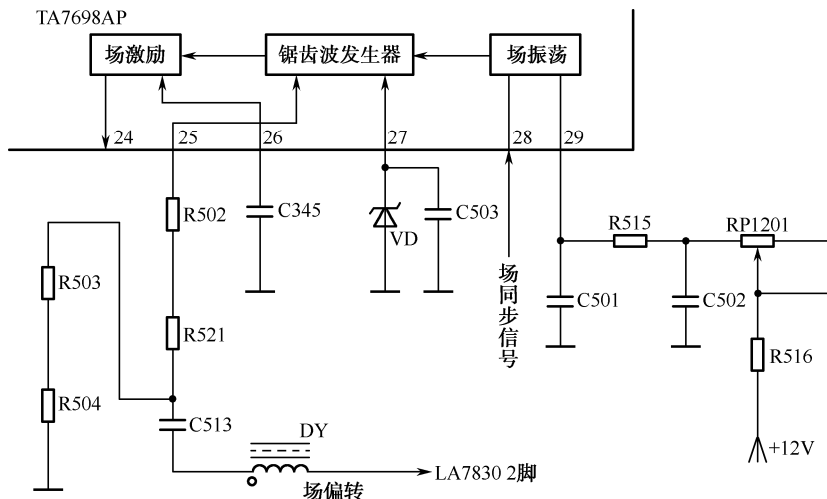 TA7698AP
场激励
锯齿波发生器
场振荡
24
25
26
27
28
29
R502
C345
VD
C503
场同步信号
R515
RP1201
R503
C501
C502
R521
R516
R504
C513
DY
+12V
LA7830 2脚
场偏转